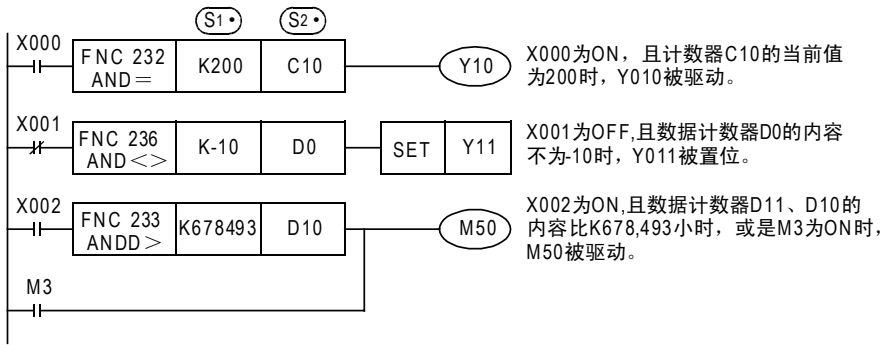 S1• S2•
X000
FNC 232
AND＝
K200
C10
Y10
X000为ON，且计数器C10的当前值
为200时，Y010被驱动。
X001
FNC 236
AND＜＞
K-10
D0
SET
Y11
X001为OFF,且数据计数器D0的内容
不为-10时，Y011被置位。
X002
FNC 233
ANDD＞
K678493
D10
M50
X002为ON,且数据计数器D11、D10的
内容比K678,493小时，或是M3为ON时，
M50被驱动。
M3